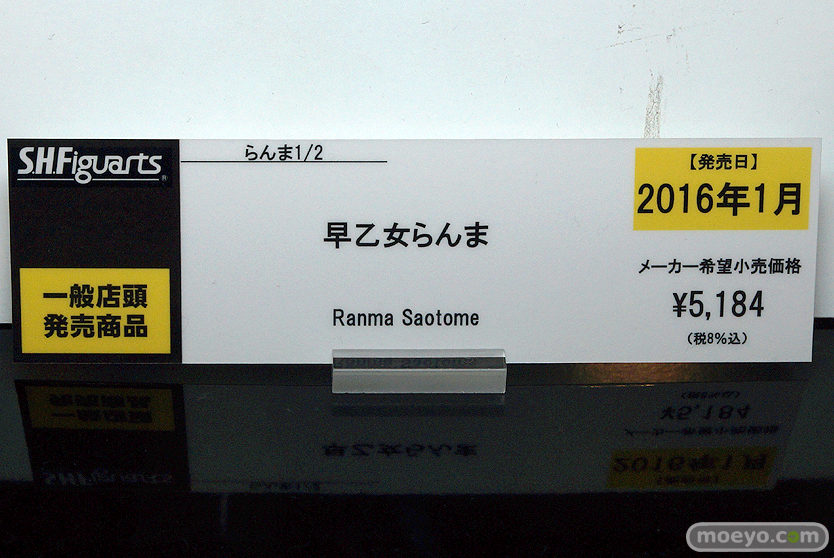 S.H.Figuarts®
一般店頭
発売商品
らんま1/2
早乙女らんま
Ranma Saotome
【発売日】
2016年1月
メーカー希望小売価格
¥5,184
(税8%込)
moeyo.com